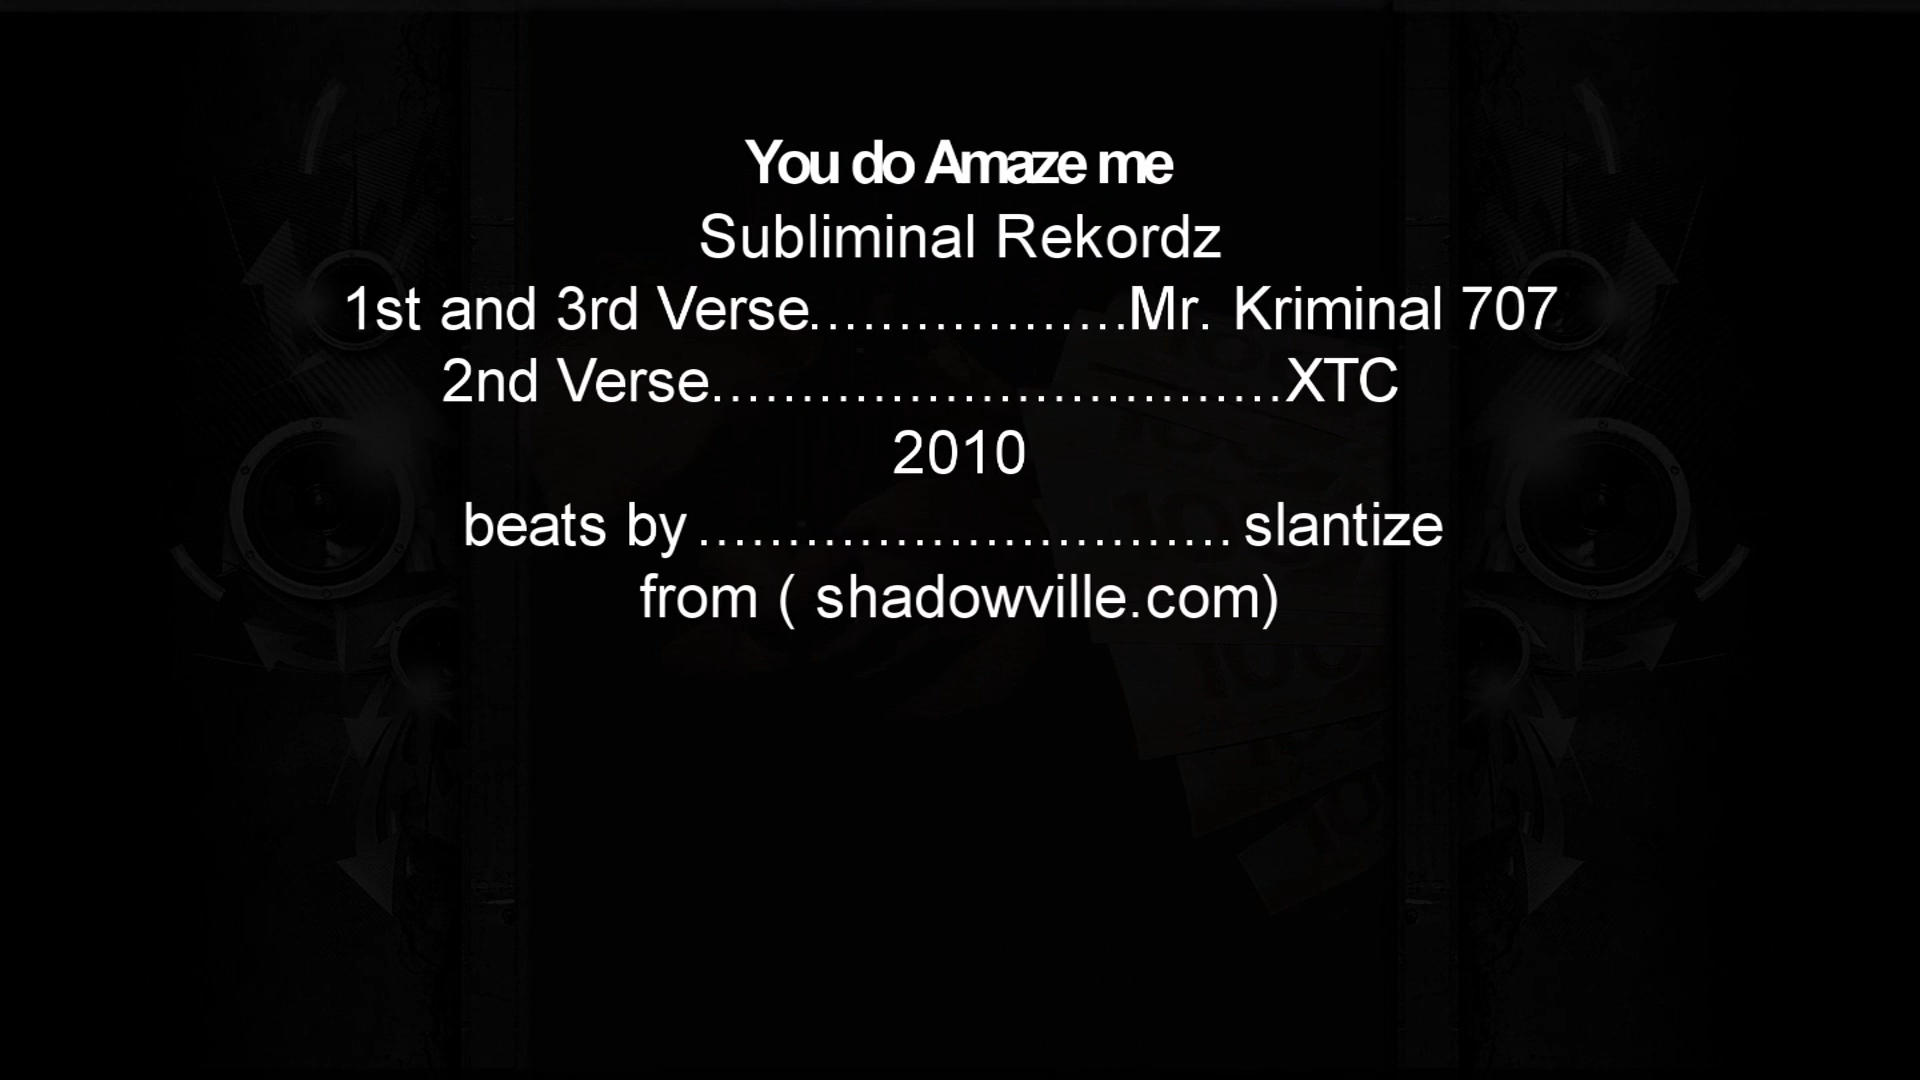 You do Amaze me
Subliminal Rekordz
1st and 3rd Verse..................Mr. Kriminal 707
2nd Verse................................XTC
2010
beats by .............................. slantize
from ( shadowville.com)